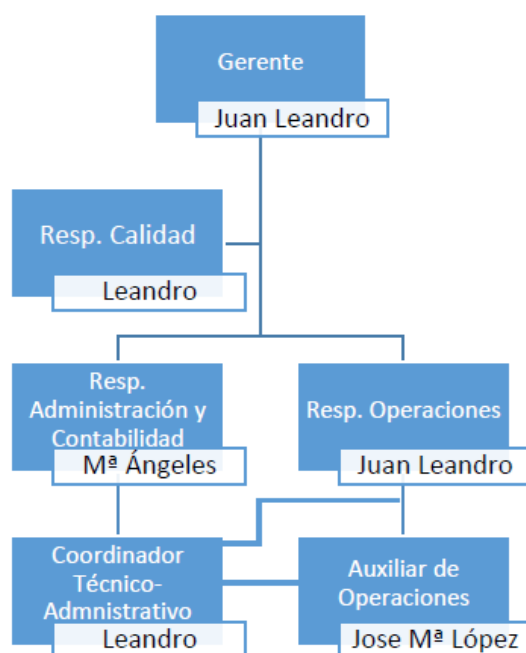 Gerente
Juan Leandro
Resp. Calidad
Leandro
Resp.
Administración y
Contabilidad
Mª Ángeles
Resp. Operaciones
Juan Leandro
Coordinador
Técnico-
Admnistrativo
Leandro
Auxiliar de
Operaciones
Jose Mª López